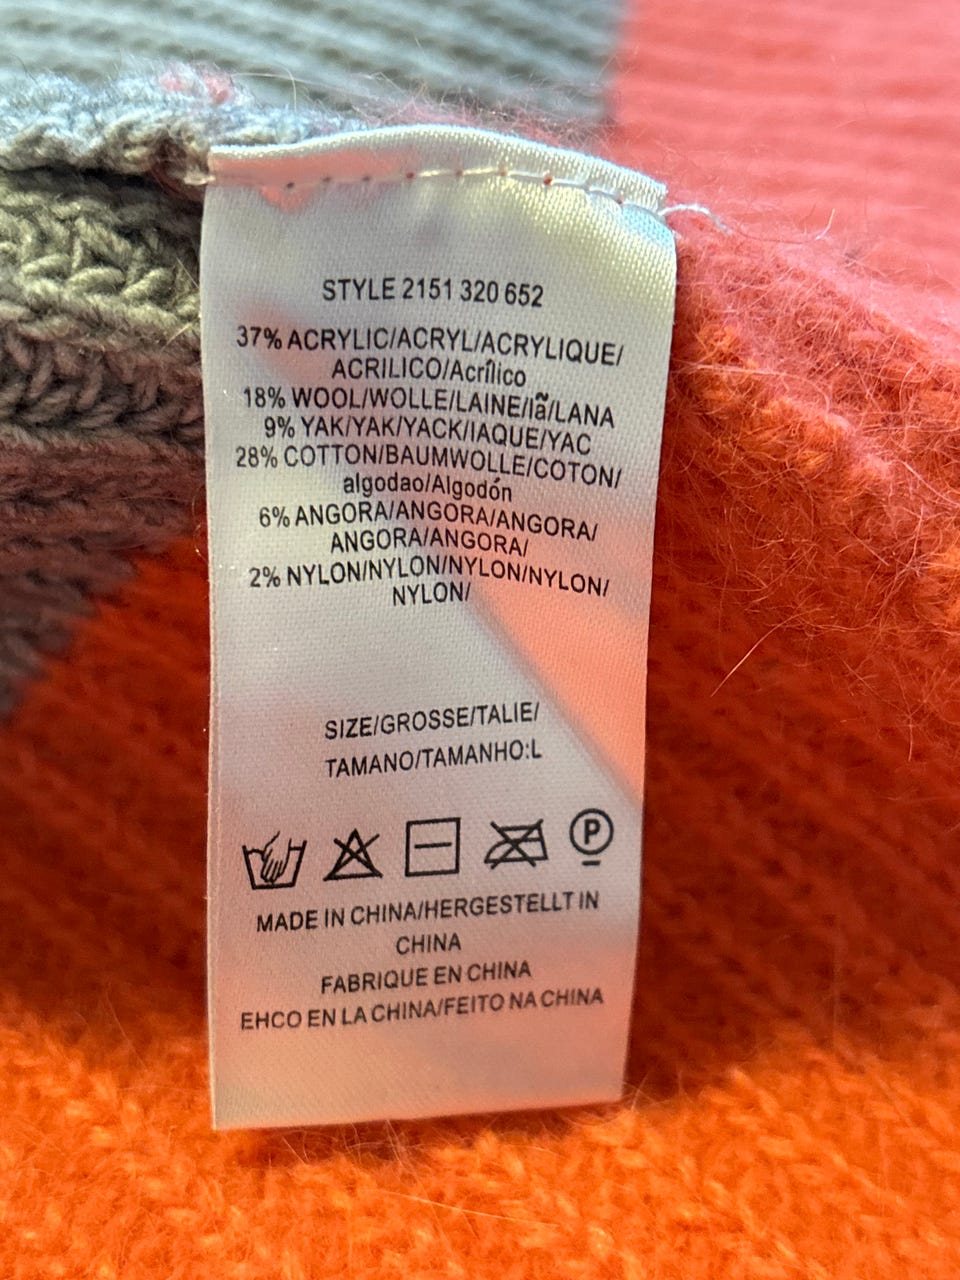 STYLE 2151 320 652
37% ACRYLIC/ACRYL/ACRYLIQUE/
ACRILICO/Acrílico
18% WOOL/WOLLE/LAINE/lã/LANA
9% YAK/YAK/YACK/IAQUE/YAC
28% COTTON/BAUMWOLLE/COTON/
algodao/Algodón
6% ANGORA/ANGORA/ANGORA/
ANGORA/ANGORA/
2% NYLON/NYLON/NYLON/NYLON/
NYLON/
SIZE/GROSSE/TALIE/
TAMANO/TAMANHO:L
P
MADE IN CHINA/HERGESTELLT IN
CHINA
FABRIQUE EN CHINA
EHCO EN LA CHINA/FEITO NA CHINA